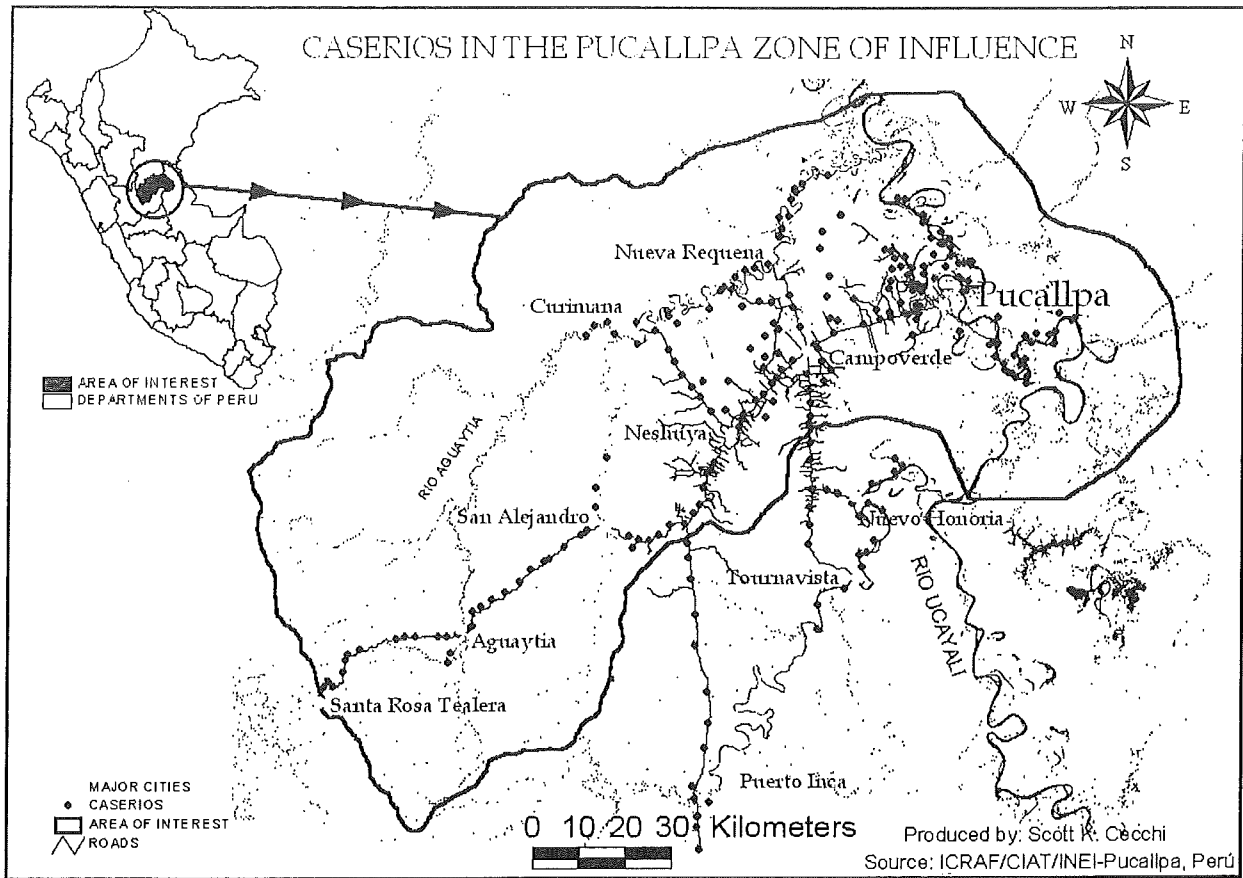 CASERIOS IN THE PUCALLPA ZONE OF INFLUENCE
N
W E
S
Nueva Requena
Curimana
Pucallpa
Campoverde
AREA OF INTEREST
DEPARTMENTS OF PERU
Neshuya
RIO AGUAYTIA
San Alejandro
Nuevo Honoria
Tournavista
RIO UCAYALI
Aguaytia
Santa Rosa Tealera
Puerto Inca
MAJOR CITIES
CASERIOS
AREA OF INTEREST
ROADS
0 10 20 30 Kilometers
Produced by: Scott K. Cecchi
Source: ICRAF/CIAT/INEI-Pucallpa, Perú